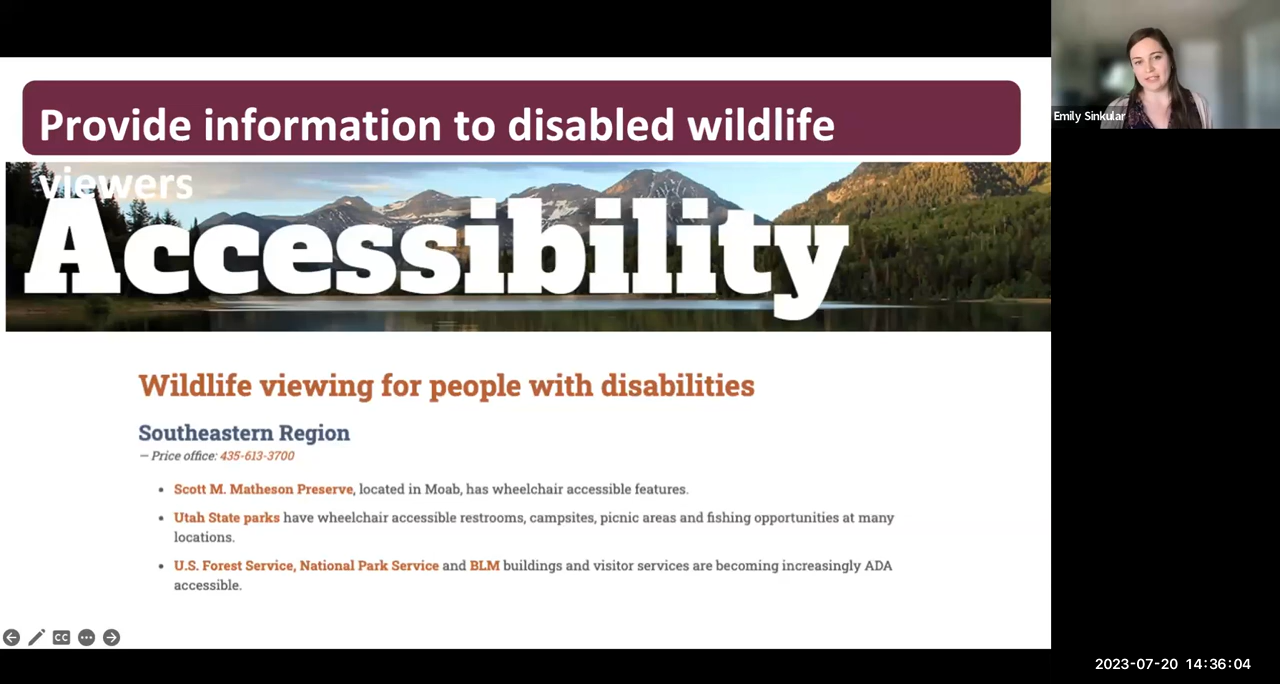 Provide information to disabled wildlife
viewers
Accessibility
Wildlife viewing for people with disabilities
Southeastern Region
— Price office: 435-613-3700
• Scott M. Matheson Preserve, located in Moab, has wheelchair accessible features.
• Utah State parks have wheelchair accessible restrooms, campsites, picnic areas and fishing opportunities at many
locations.
• U.S. Forest Service, National Park Service and BLM buildings and visitor services are becoming increasingly ADA
accessible.
CC
Emily Sinkular
2023-07-20 14:36:04